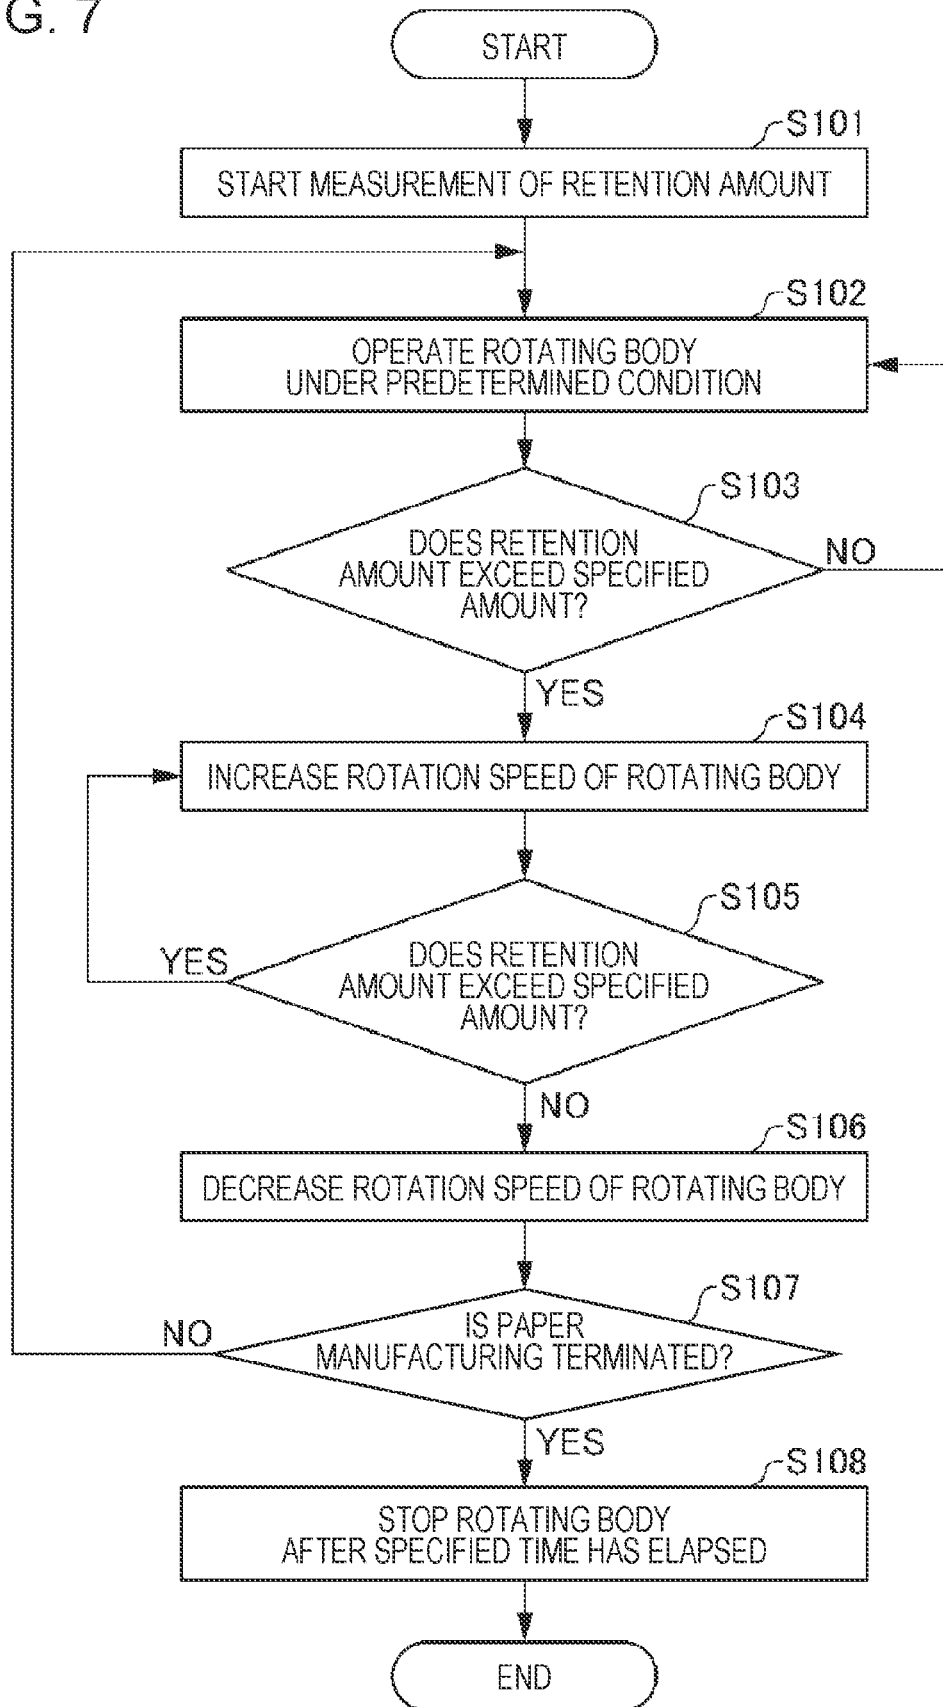 G. 7
START
S101
START MEASUREMENT OF RETENTION AMOUNT
S102
OPERATE ROTATING BODY
UNDER PREDETERMINED CONDITION
S103
DOES RETENTION
AMOUNT EXCEED SPECIFIED
AMOUNT?
NO
YES
S104
INCREASE ROTATION SPEED OF ROTATING BODY
S105
DOES RETENTION
AMOUNT EXCEED SPECIFIED
AMOUNT?
YES
NO
S106
DECREASE ROTATION SPEED OF ROTATING BODY
S107
IS PAPER
MANUFACTURING TERMINATED?
NO
YES
S108
STOP ROTATING BODY
AFTER SPECIFIED TIME HAS ELAPSED
END